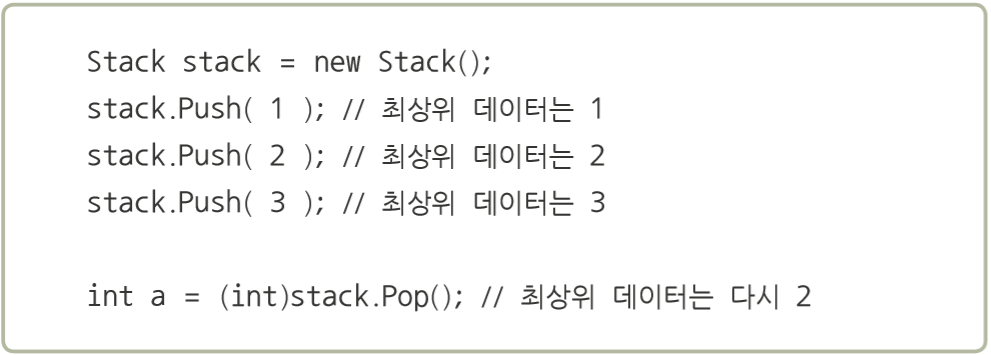 Stack stack = new Stack();
stack.Push( 1 ); // 최상위 데이터는 1
stack.Push( 2 ); // 최상위 데이터는 2
stack.Push( 3 ); // 최상위 데이터는 3
int a = (int)stack.Pop(); // 최상위 데이터는 다시 2